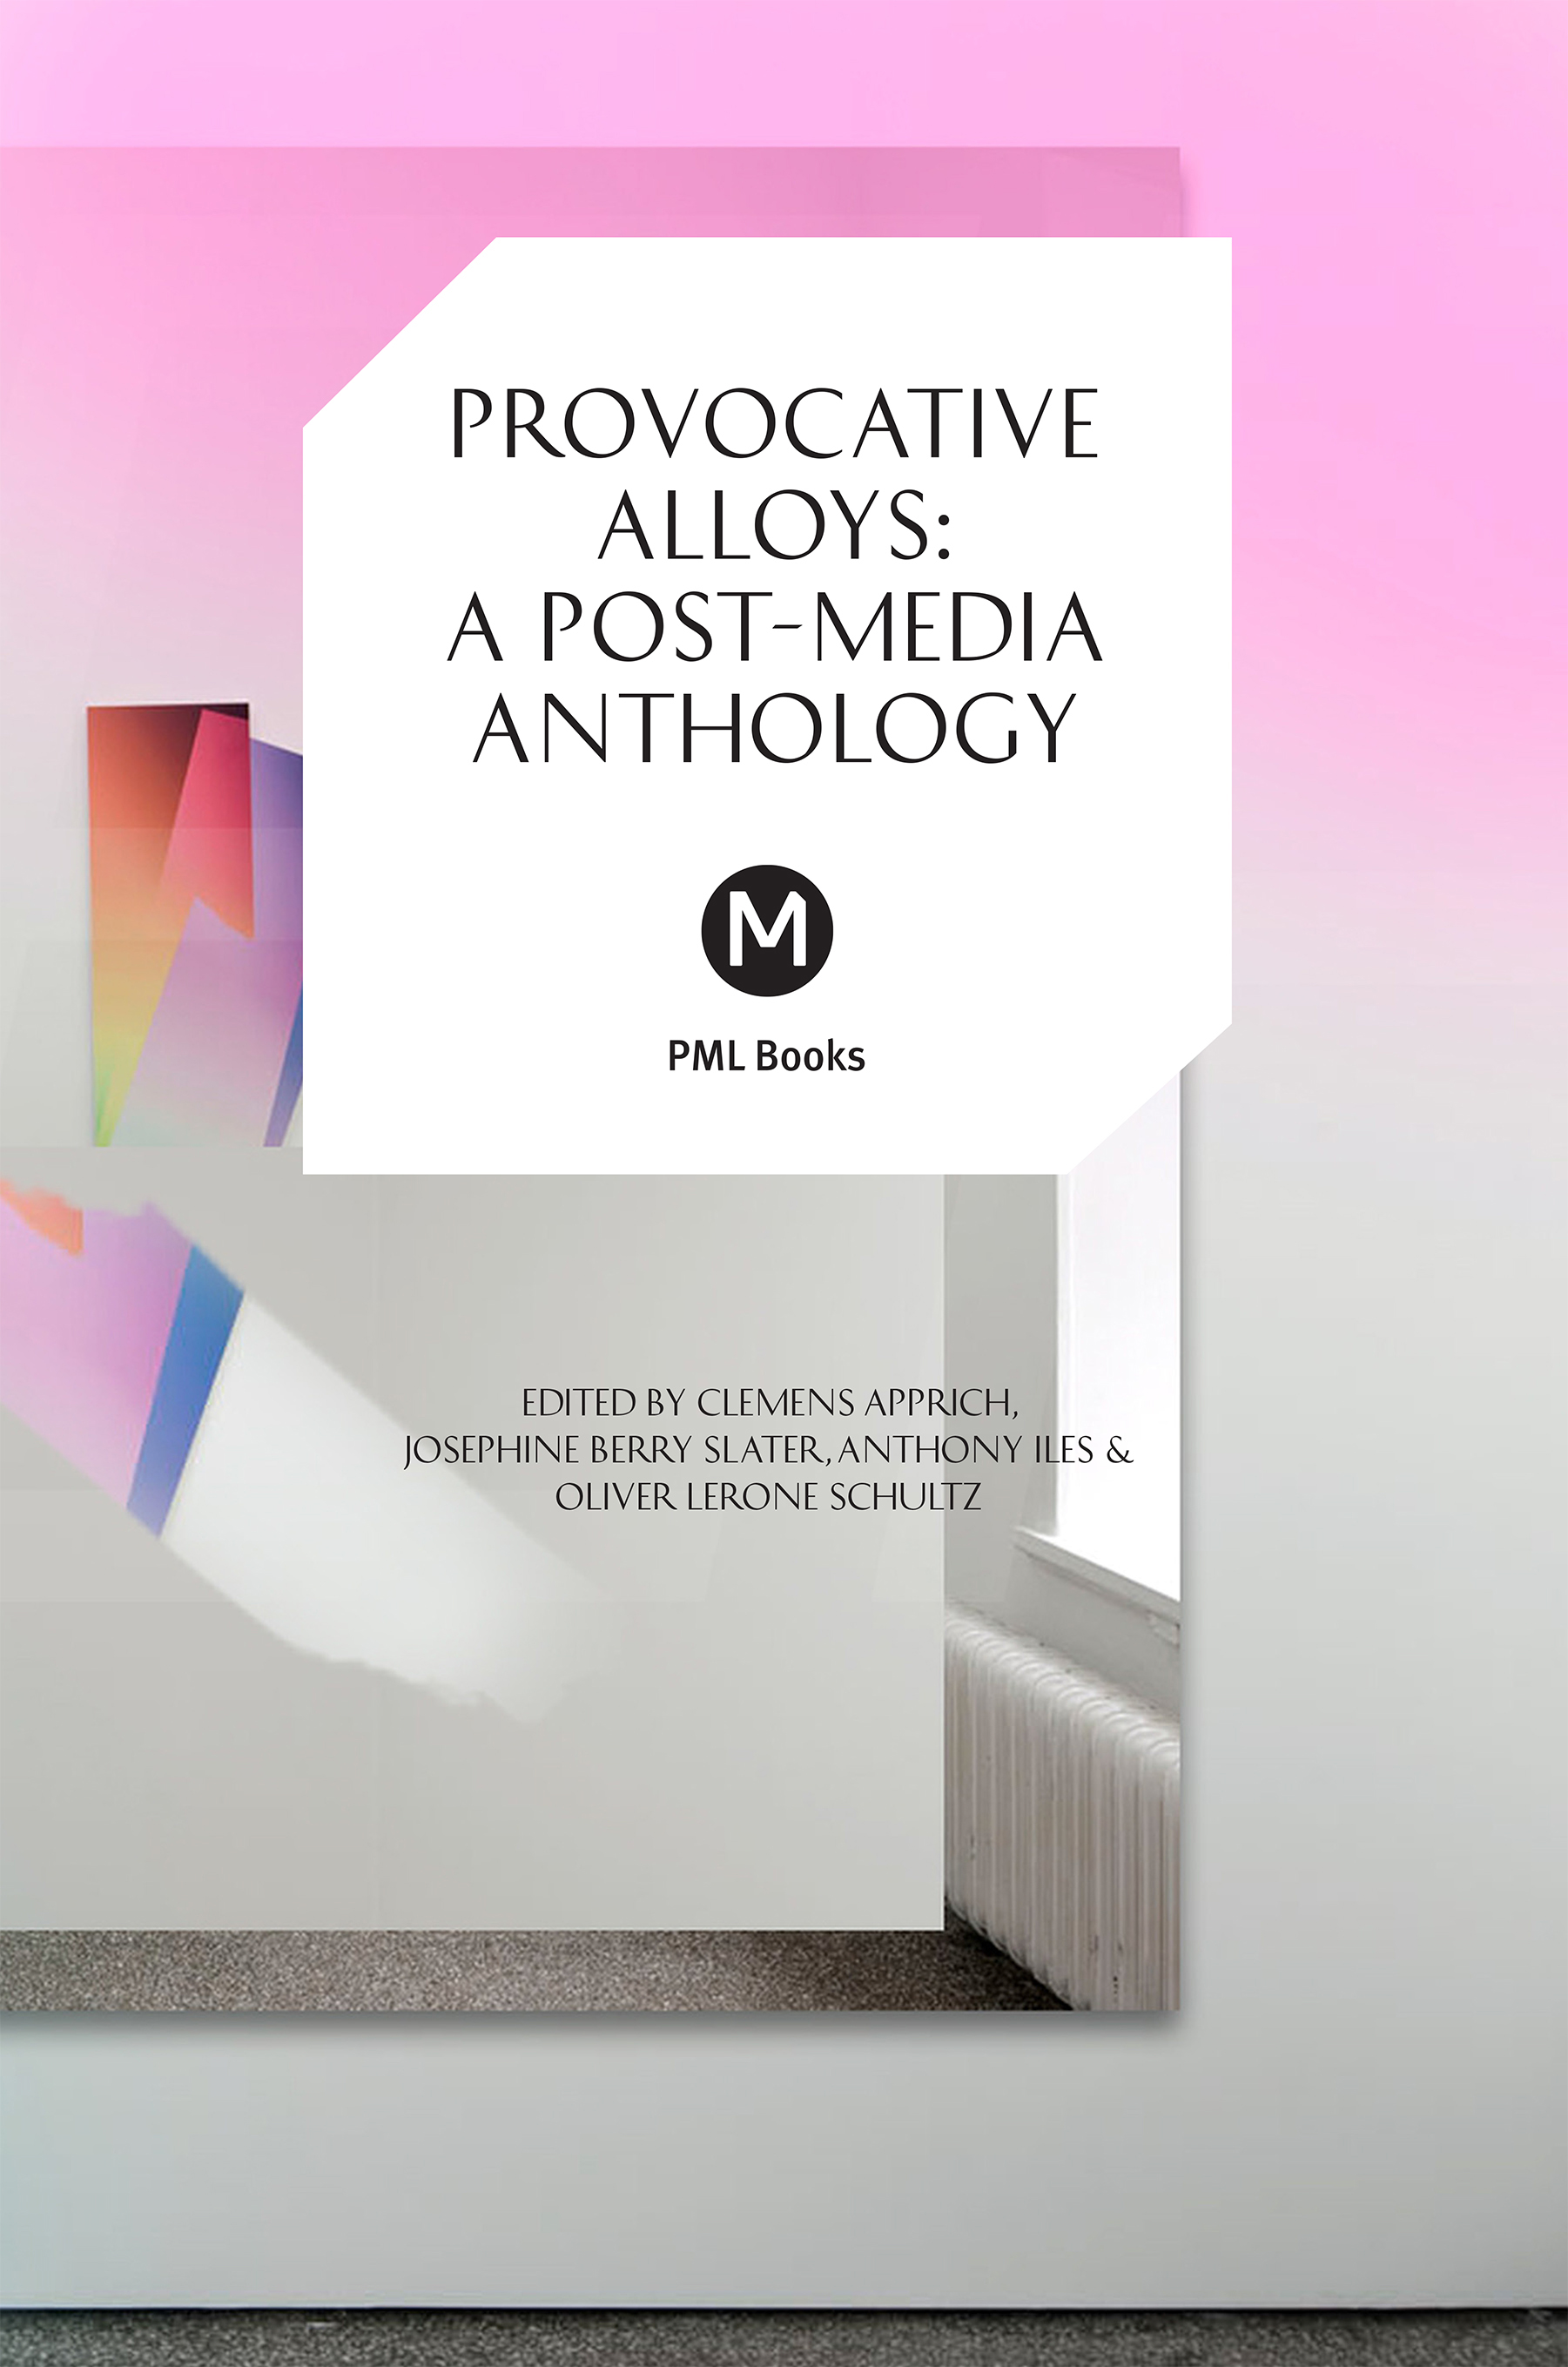 PROVOCATIVE
ALLOYS:
A POST-MEDIA
ANTHOLOGY
M
PML Books
EDITED BY CLEMENS APPRICH,
JOSEPHINE BERRY SLATER, ANTHONY ILES &
OLIVER LERONE SCHULTZ